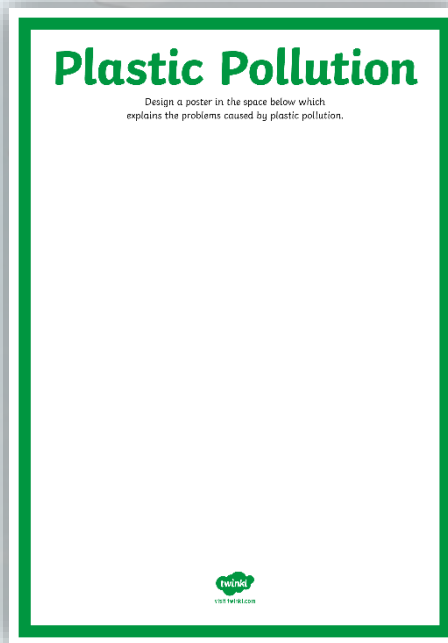 Plastic Pollution
Design a poster in the space below which
explains the problems caused by plastic pollution.
twinkl
visit twinkl.com